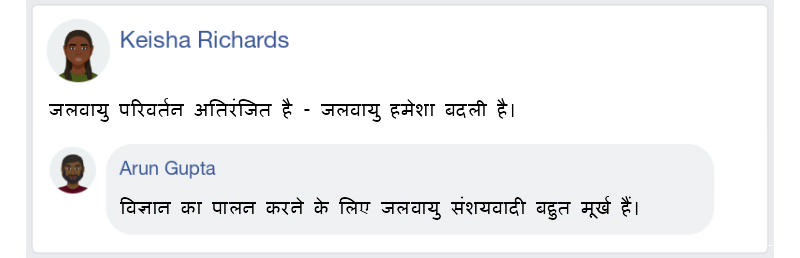 Keisha Richards
जलवायु परिवर्तन अतिरंजित है - जलवायु हमेशा बदली है।
Arun Gupta
विज्ञान का पालन करने के लिए जलवायु संशयवादी बहुत मूर्ख हैं।